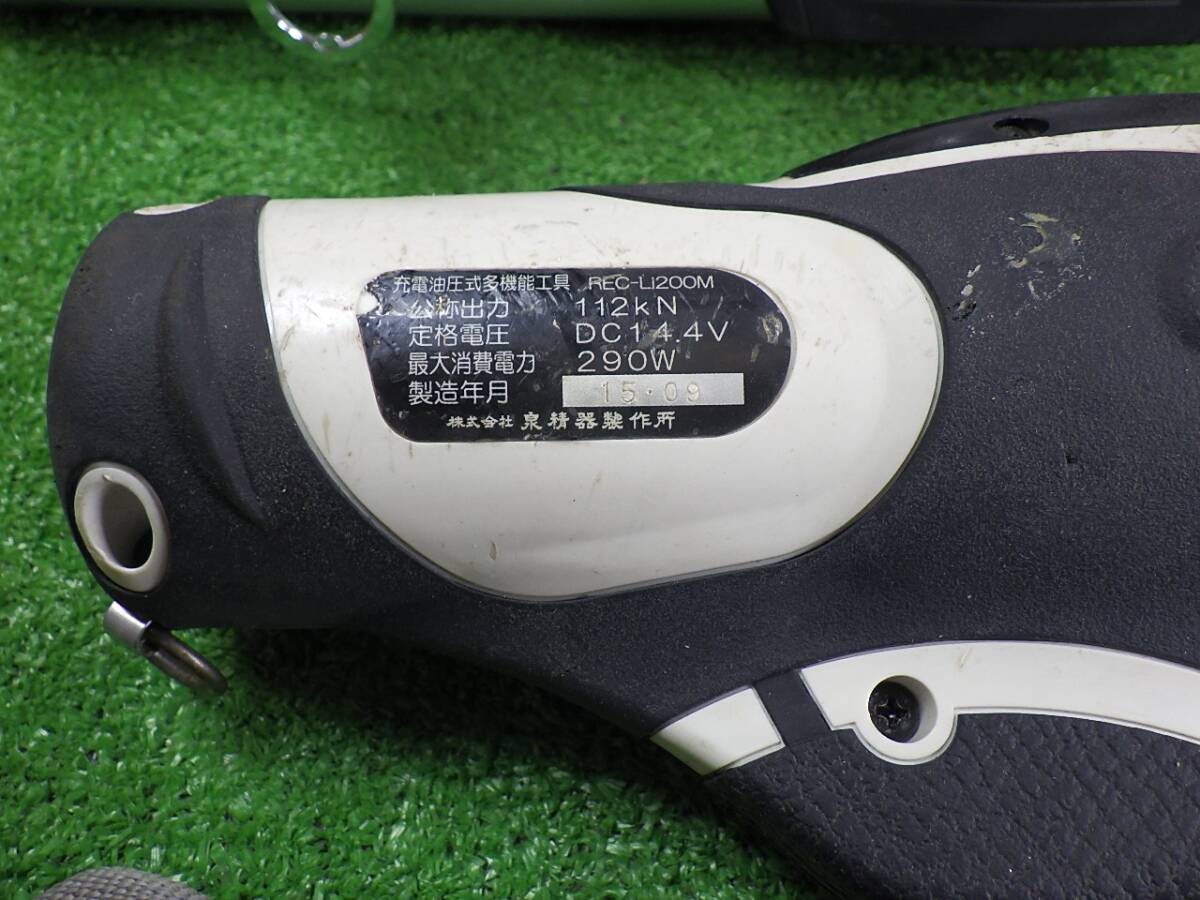 充電油圧式多機能工具 REC-Li200M
公称出力 112kN
定格電圧 DC14.4V
最大消費電力 290W
製造年月 15・09
株式会社 泉精器製作所